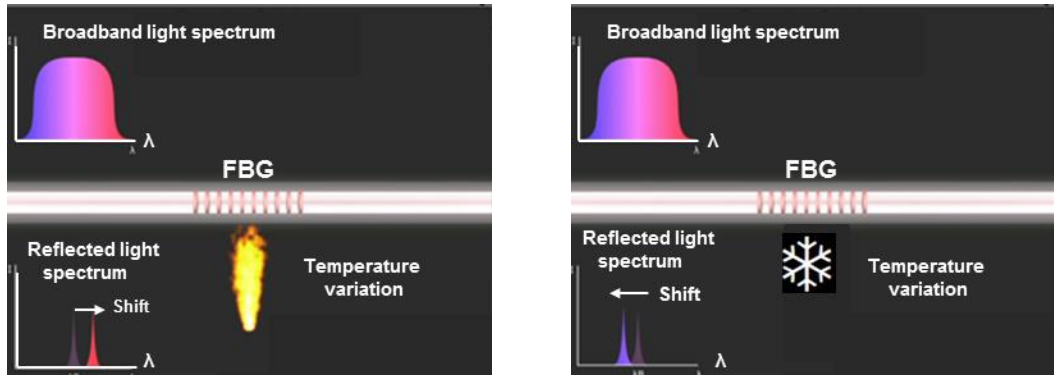 Broadband light spectrum
λ
λ
FBG
Reflected light
spectrum
Shift
Temperature
variation
λ
Broadband light spectrum
λ
λ
FBG
Reflected light
spectrum
Shift
Temperature
variation
λ